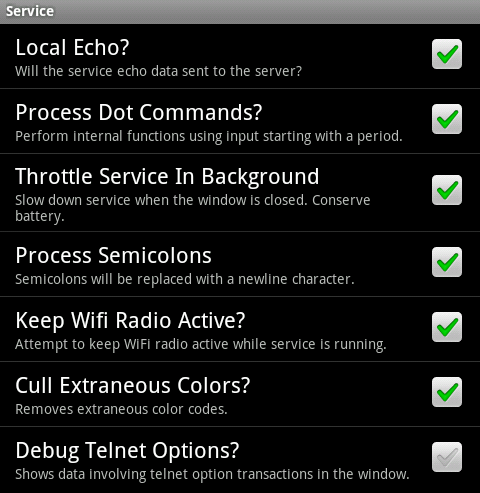 Service
Local Echo?
Will the service echo data sent to the server?
Process Dot Commands?
Perform internal functions using input starting with a period.
Throttle Service In Background
Slow down service when the window is closed. Conserve
battery.
Process Semicolons
Semicolons will be replaced with a newline character.
Keep Wifi Radio Active?
Attempt to keep WiFi radio active while service is running.
Cull Extraneous Colors?
Removes extraneous color codes.
Debug Telnet Options?
Shows data involving telnet option transactions in the window.